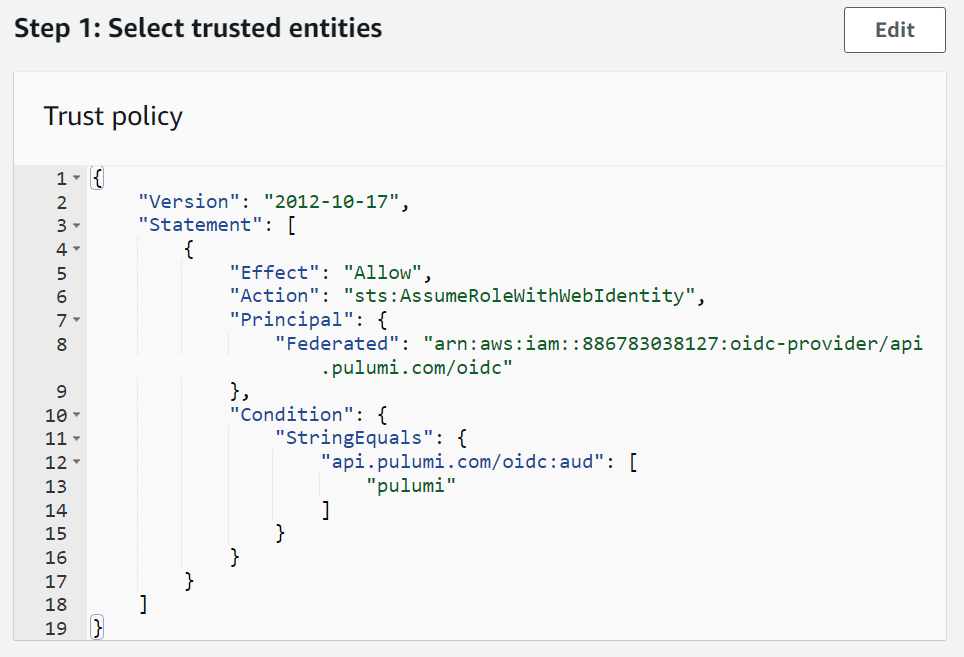 Step 1: Select trusted entities
Edit
Trust policy
1 {
2 "Version": "2012-10-17",
3 "Statement": [
4 {
5 "Effect": "Allow",
6 "Action": "sts:AssumeRoleWithWebIdentity",
7 "Principal": {
8 "Federated": "arn:aws:iam::886783038127:oidc-provider/api
.pulumi.com/oidc"
9 },
10 "Condition": {
11 "StringEquals": {
12 "api.pulumi.com/oidc:aud": [
13 "pulumi"
14 ]
15 }
16 }
17 }
18 ]
19 }